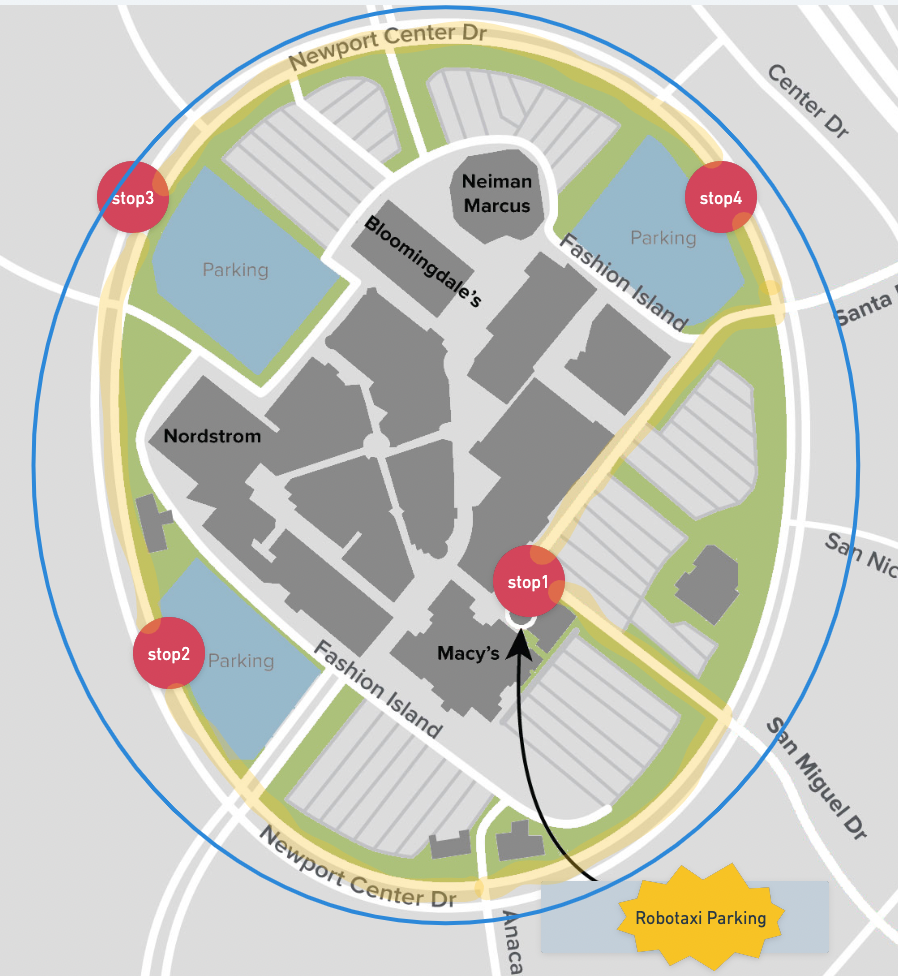 Newport Center Dr
Center Dr
stop3
stop4
Neiman
Marcus
Bloomingdale's
Parking
Parking
Fashion Island
Santa
Nordstrom
San Nic
stop1
stop2
Parking
Macy's
Fashion Island
San Miguel Dr
Newport Center Dr
Anaca
Robotaxi Parking